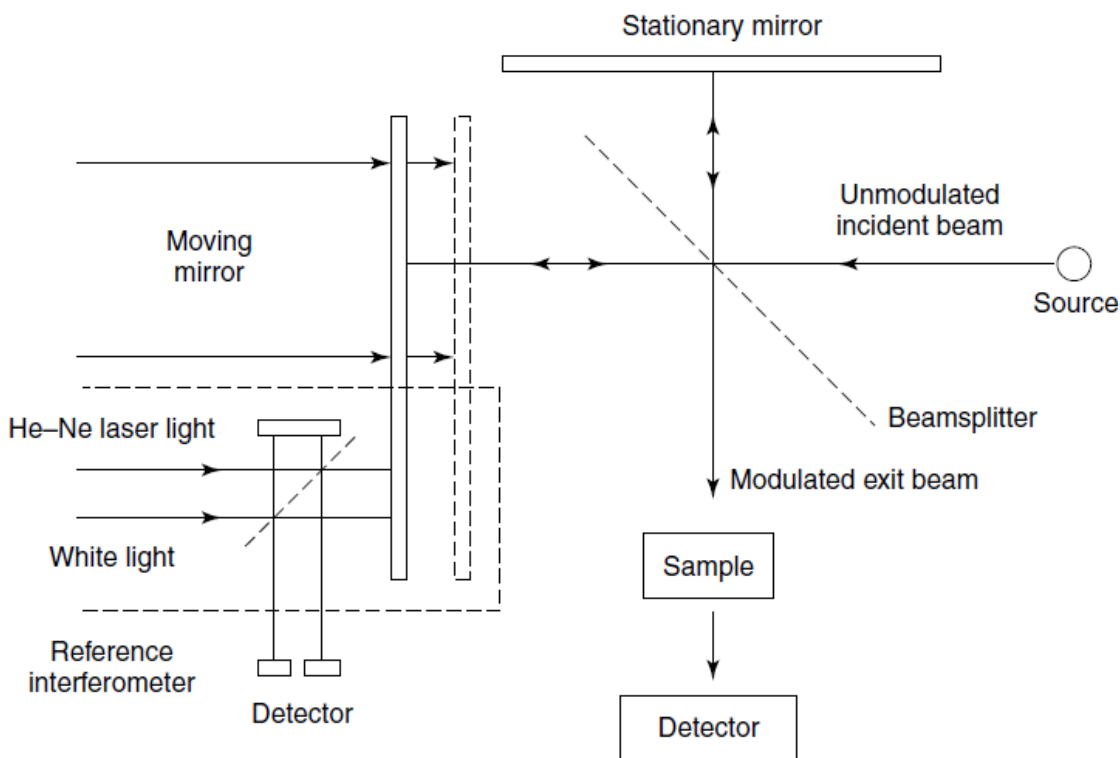 Stationary mirror
Unmodulated
incident beam
Moving
mirror
Source
Beamsplitter
He–Ne laser light
Modulated exit beam
White light
Sample
Reference
interferometer
Detector
Detector